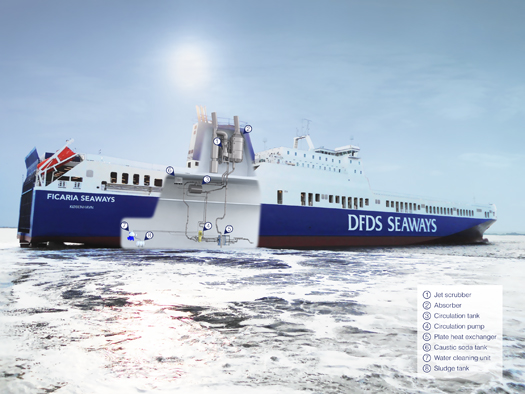 FICARIA SEAWAYS
DFDS SEAWAYS
1 Jet scrubber
2 Absorber
3 Circulation tank
4 Circulation pump
5 Plate heat exchanger
6 Caustic soda tank
7 Water cleaning unit
8 Sludge tank